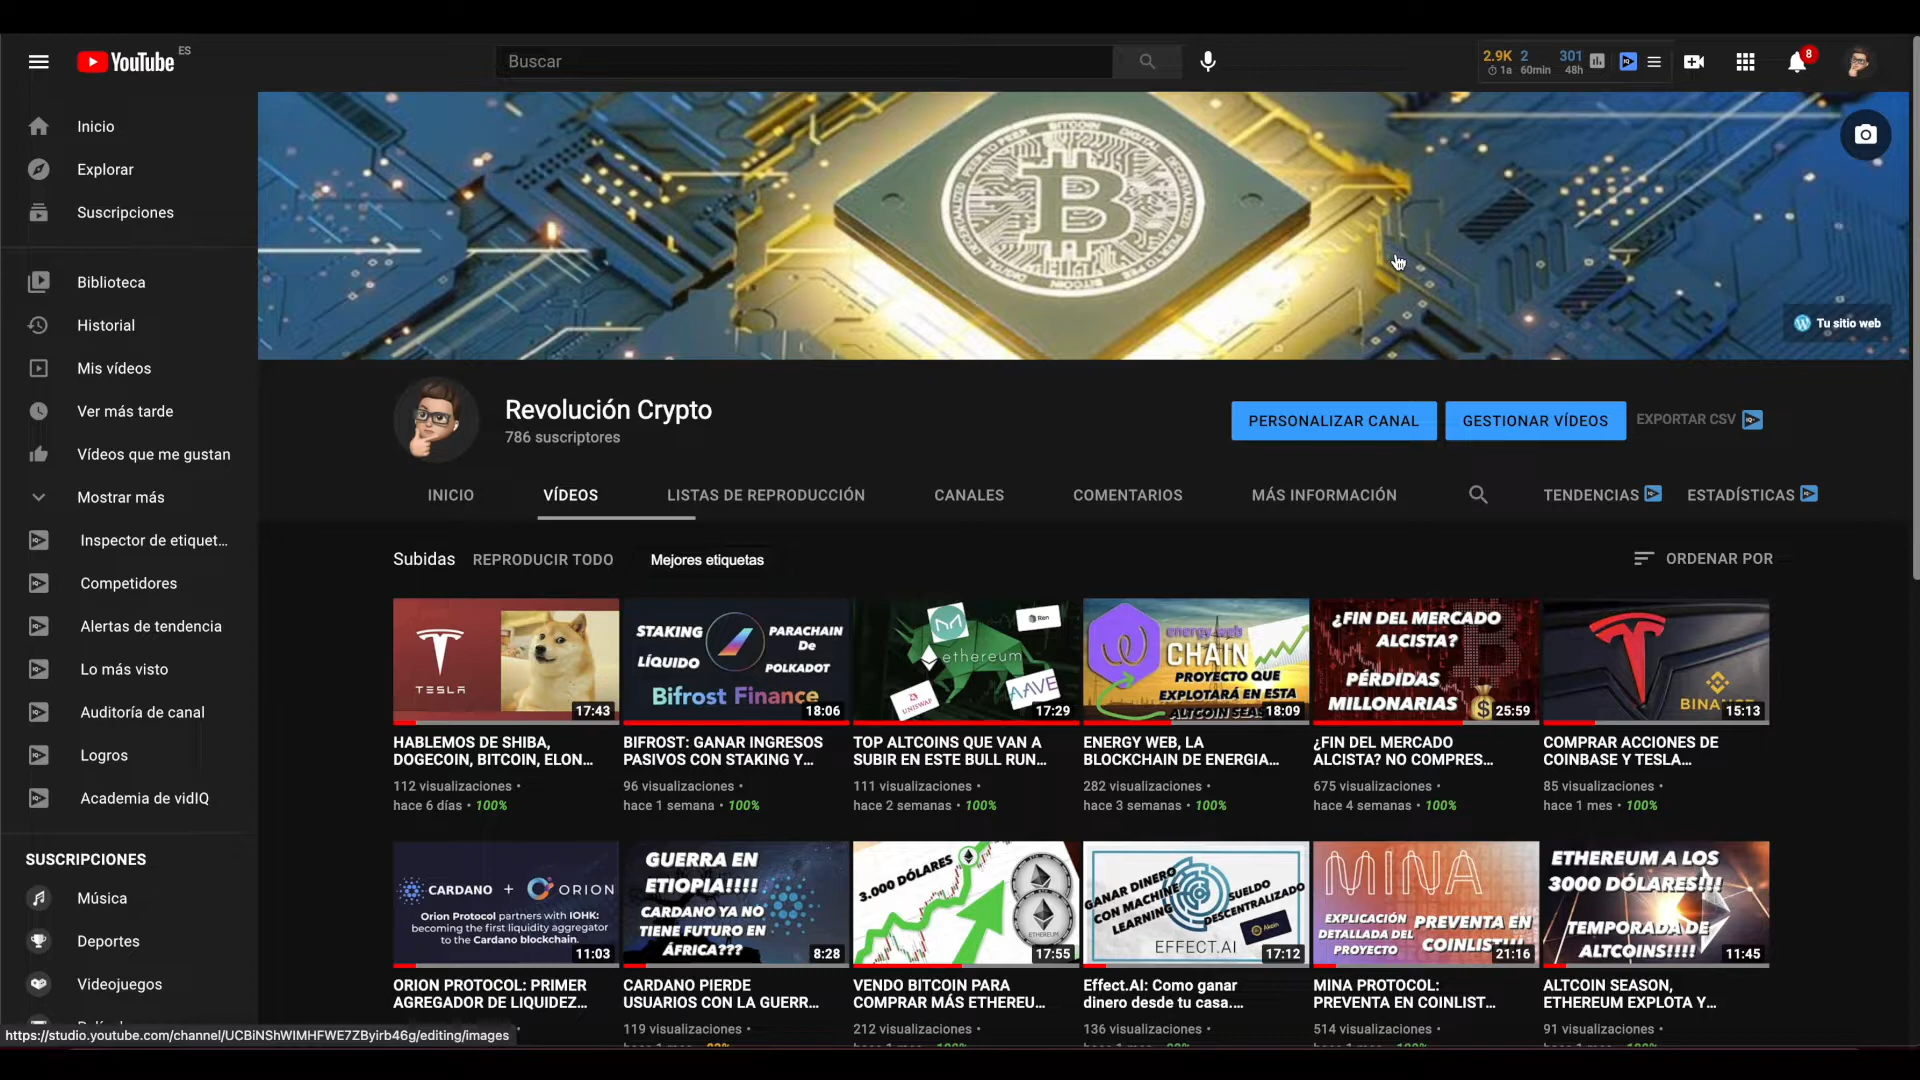 YouTube ES
Buscar
2.9K 2 301
1a 60min 48h
8
Inicio
Explorar
Suscripciones
Biblioteca
Historial
Mis vídeos
Ver más tarde
Vídeos que me gustan
Mostrar más
Inspector de etiquet...
Competidores
Alertas de tendencia
Lo más visto
Auditoría de canal
Logros
Academia de vidIQ
SUSCRIPCIONES
Música
Deportes
Videojuegos
https://studio.youtube.com/channel/UCBiNShWIMHFWE7ZByirb46g/editing/images
Tu sitio web
Revolución Crypto
786 suscriptores
PERSONALIZAR CANAL
GESTIONAR VÍDEOS
EXPORTAR CSV
INICIO
VÍDEOS
LISTAS DE REPRODUCCIÓN
CANALES
COMENTARIOS
MÁS INFORMACIÓN
TENDENCIAS
ESTADÍSTICAS
Subidas
REPRODUCIR TODO
Mejores etiquetas
ORDENAR POR
TESLA
17:43
HABLEMOS DE SHIBA,
DOGECOIN, BITCOIN, ELON...
112 visualizaciones •
hace 6 días • 100%
STAKING
LÍQUIDO
PARACHAIN
De
POLKADOT
Bifrost Finance
18:06
BIFROST: GANAR INGRESOS
PASIVOS CON STAKING Y...
96 visualizaciones •
hace 1 semana • 100%
Ren
ethereum
UNISWAP
AAVE
17:29
TOP ALTCOINS QUE VAN A
SUBIR EN ESTE BULL RUN...
111 visualizaciones •
hace 2 semanas • 100%
energy web
CHAIN
PROYECTO QUE
EXPLOTARÁ EN ESTA
ALTCOIN SEAS
18:09
ENERGY WEB, LA
BLOCKCHAIN DE ENERGIA...
282 visualizaciones •
hace 3 semanas • 100%
¿FIN DEL MERCADO
ALCISTA?
PÉRDIDAS
MILLONARIAS
25:59
¿FIN DEL MERCADO
ALCISTA? NO COMPRES...
675 visualizaciones •
hace 4 semanas • 100%
BINANCE
15:13
COMPRAR ACCIONES DE
COINBASE Y TESLA...
85 visualizaciones •
hace 1 mes • 100%
CARDANO + ORION
Orion Protocol partners with IOHK:
becoming the first liquidity aggregator
to the Cardano blockchain.
11:03
ORION PROTOCOL: PRIMER
AGREGADOR DE LIQUIDEZ...
GUERRA EN
ETIOPIA!!!!
CARDANO YA NO
TIENE FUTURO EN
ÁFRICA???
8:28
CARDANO PIERDE
USUARIOS CON LA GUERR...
119 visualizaciones •
3.000 DÓLARES
ETHEREUM
17:55
VENDO BITCOIN PARA
COMPRAR MÁS ETHEREU...
212 visualizaciones •
GANAR DINERO
CON MACHINE
LEARNING
SUELDO
DESCENTRALIZADO
EFFECT.AI
17:12
Effect.AI: Como ganar
dinero desde tu casa....
136 visualizaciones •
MINA
EXPLICACIÓN
DETALLADA DEL
PROYECTO
PREVENTA EN
COINLIST!!!!
21:16
MINA PROTOCOL:
PREVENTA EN COINLIST...
514 visualizaciones •
ETHEREUM A LOS
3000 DÓLARES!!!
TEMPORADA DE
ALTCOINS!!!!
11:45
ALTCOIN SEASON,
ETHEREUM EXPLOTA Y...
91 visualizaciones •